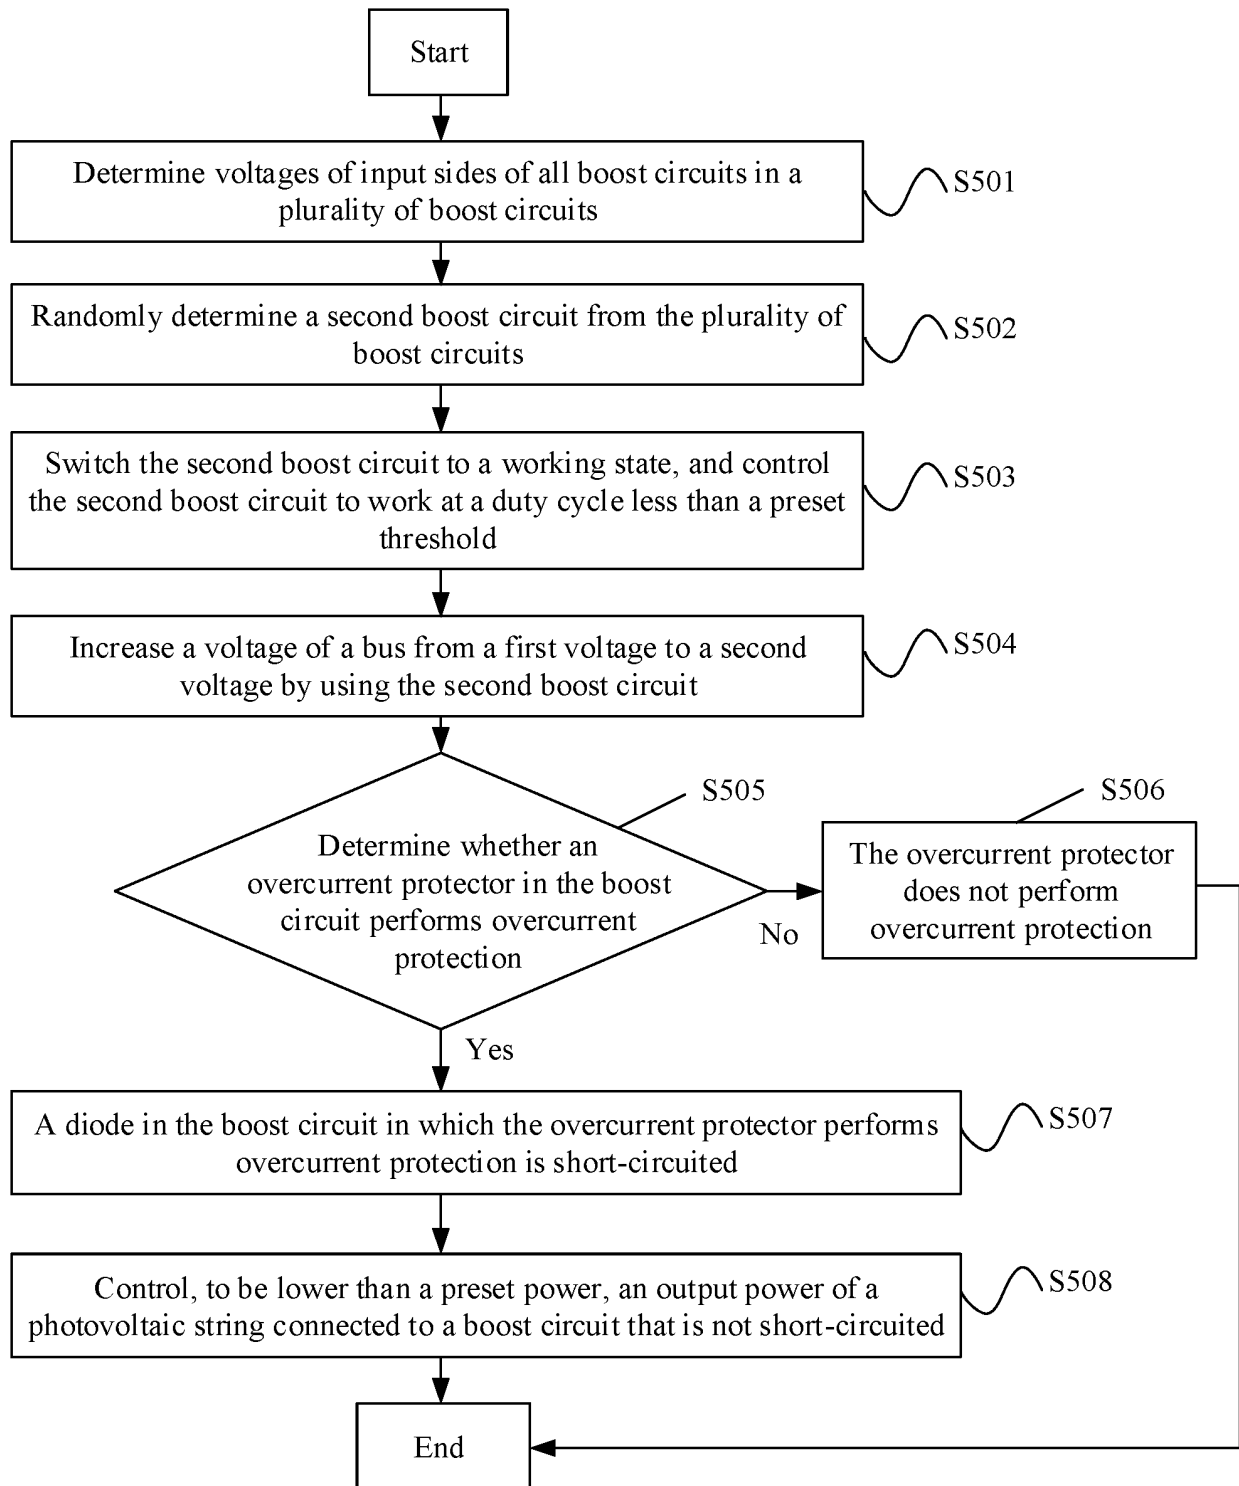 Start
Determine voltages of input sides of all boost circuits in a
plurality of boost circuits
S501
Randomly determine a second boost circuit from the plurality of
boost circuits
S502
Switch the second boost circuit to a working state, and control
the second boost circuit to work at a duty cycle less than a preset
threshold
S503
Increase a voltage of a bus from a first voltage to a second
voltage by using the second boost circuit
S504
S505
Determine whether an
overcurrent protector in the boost
circuit performs overcurrent
protection
No
S506
The overcurrent protector
does not perform
overcurrent protection
Yes
A diode in the boost circuit in which the overcurrent protector performs
overcurrent protection is short-circuited
S507
Control, to be lower than a preset power, an output power of a
photovoltaic string connected to a boost circuit that is not short-circuited
S508
End